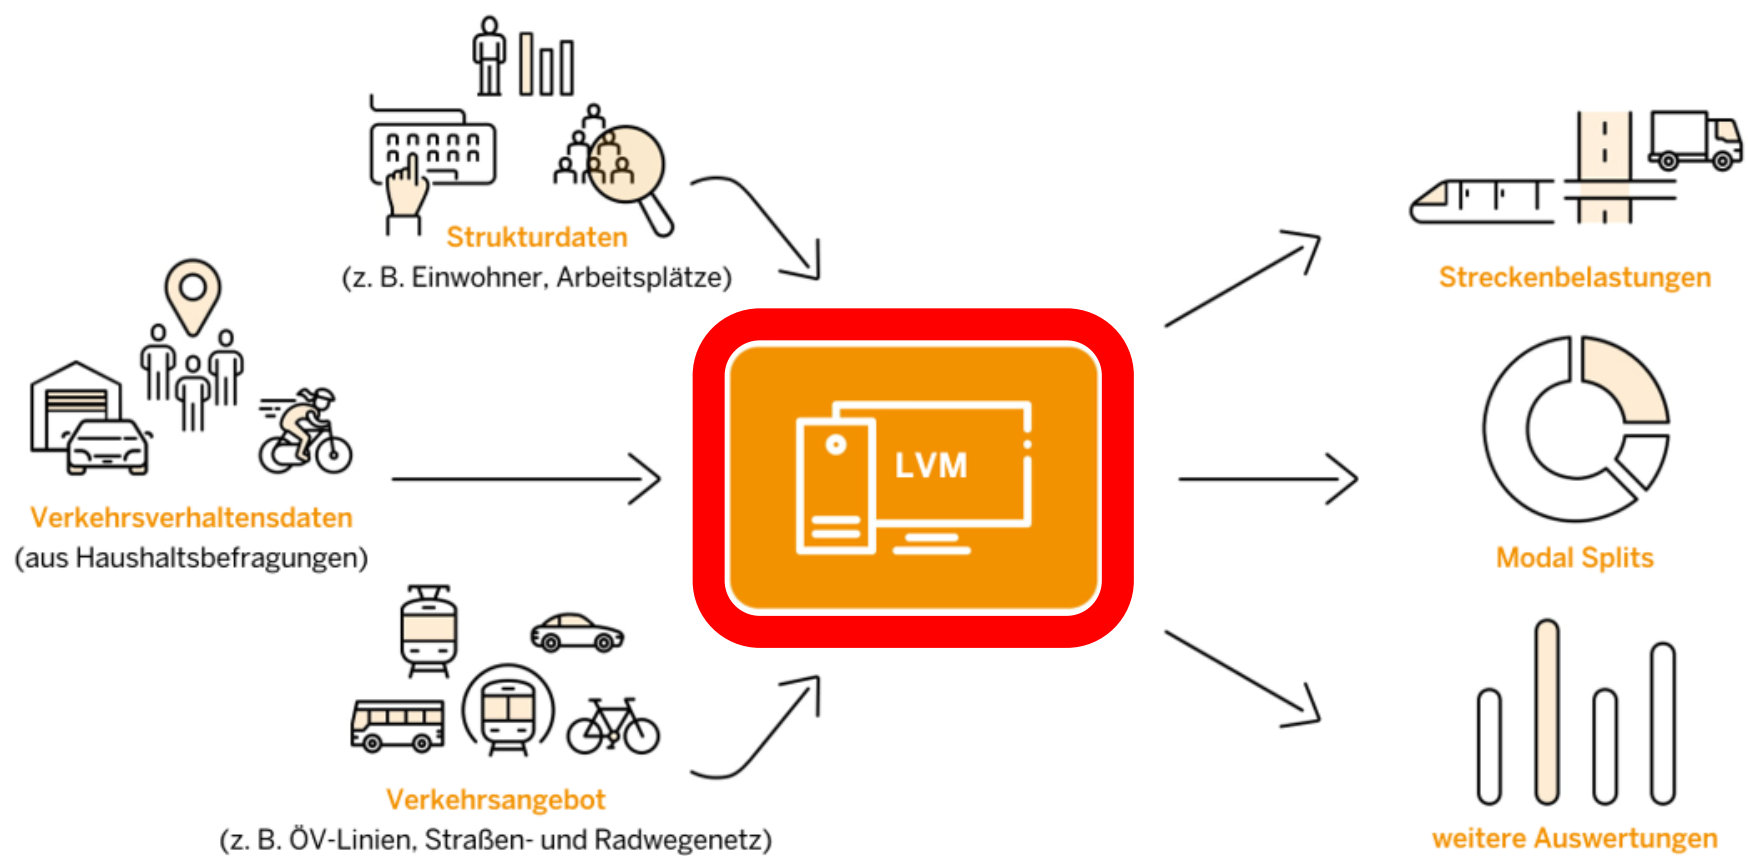 Strukturdaten
(z. B. Einwohner, Arbeitsplätze)
Verkehrsverhaltensdaten
(aus Haushaltsbefragungen)
Verkehrsangebot
(z. B. ÖV-Linien, Straßen- und Radwegenetz)
LVM
Streckenbelastungen
Modal Splits
weitere Auswertungen